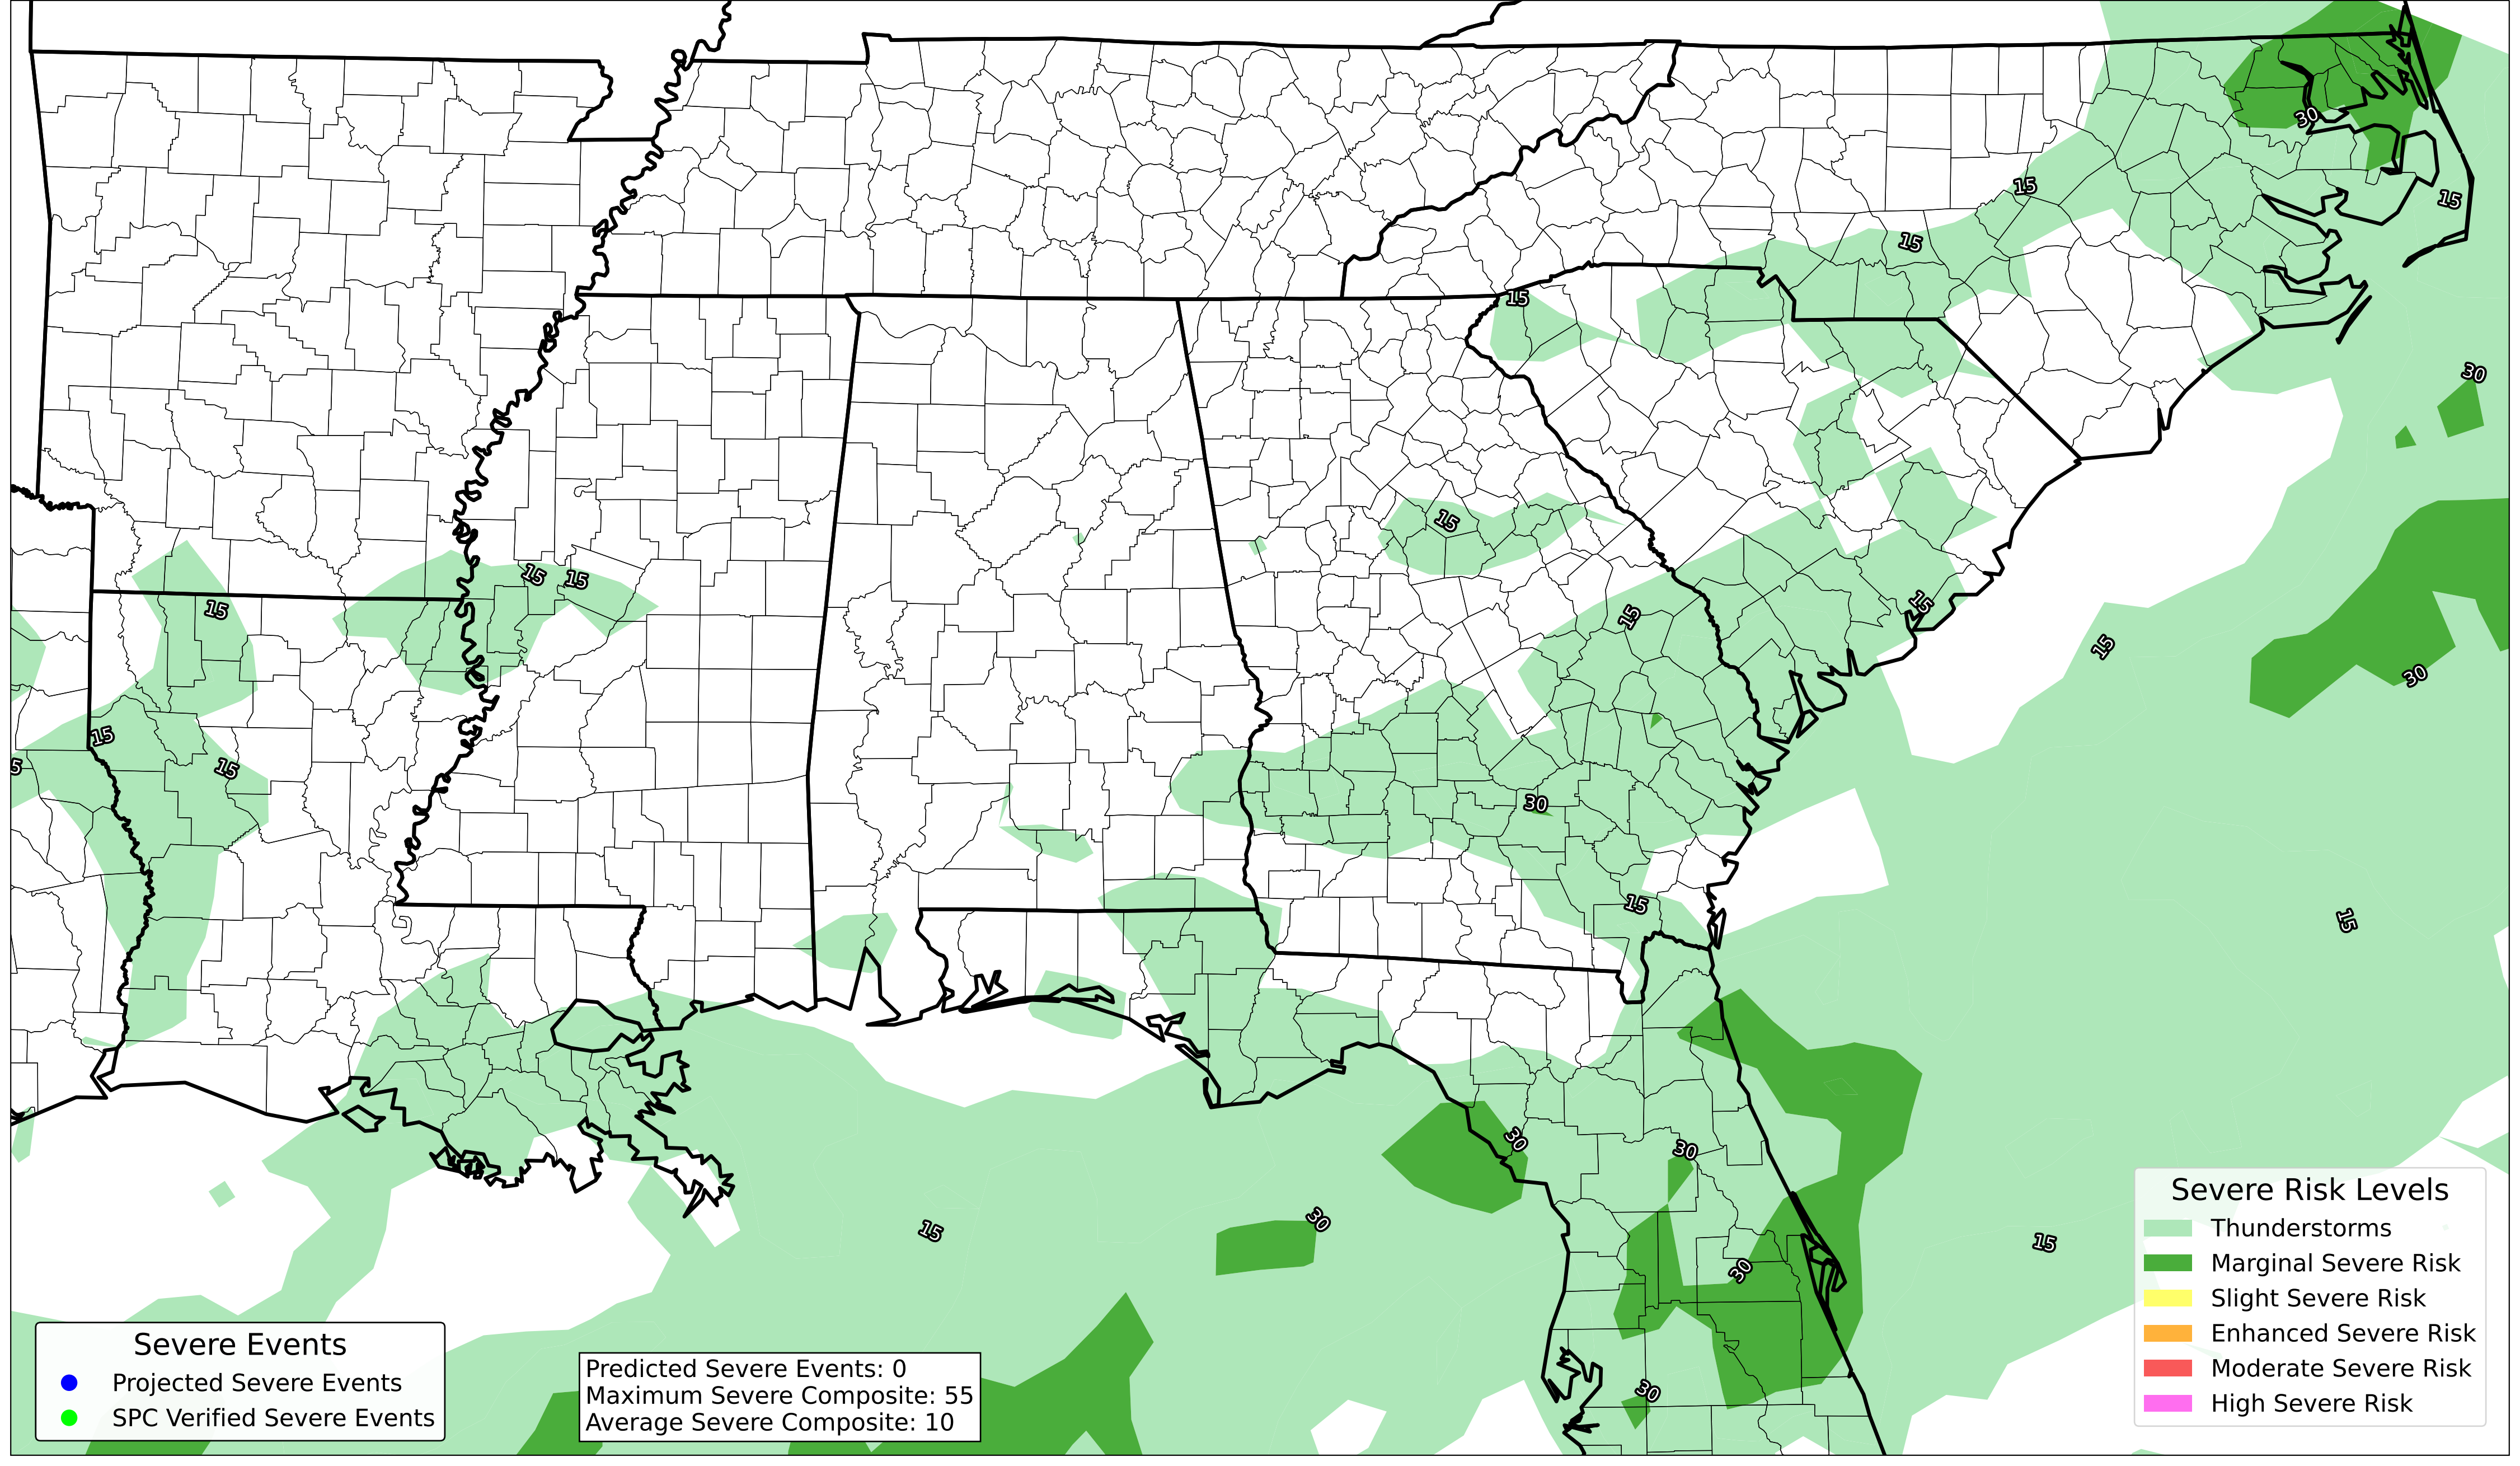 30
15
15
15
15
30
15
15
15
15
15
15
15
30
15
15
5
30
15
15
30
30
30
15
15
30
30
Severe Risk Levels
Thunderstorms
Marginal Severe Risk
Slight Severe Risk
Enhanced Severe Risk
Moderate Severe Risk
High Severe Risk
Severe Events
Projected Severe Events
SPC Verified Severe Events
Predicted Severe Events: 0
Maximum Severe Composite: 55
Average Severe Composite: 10